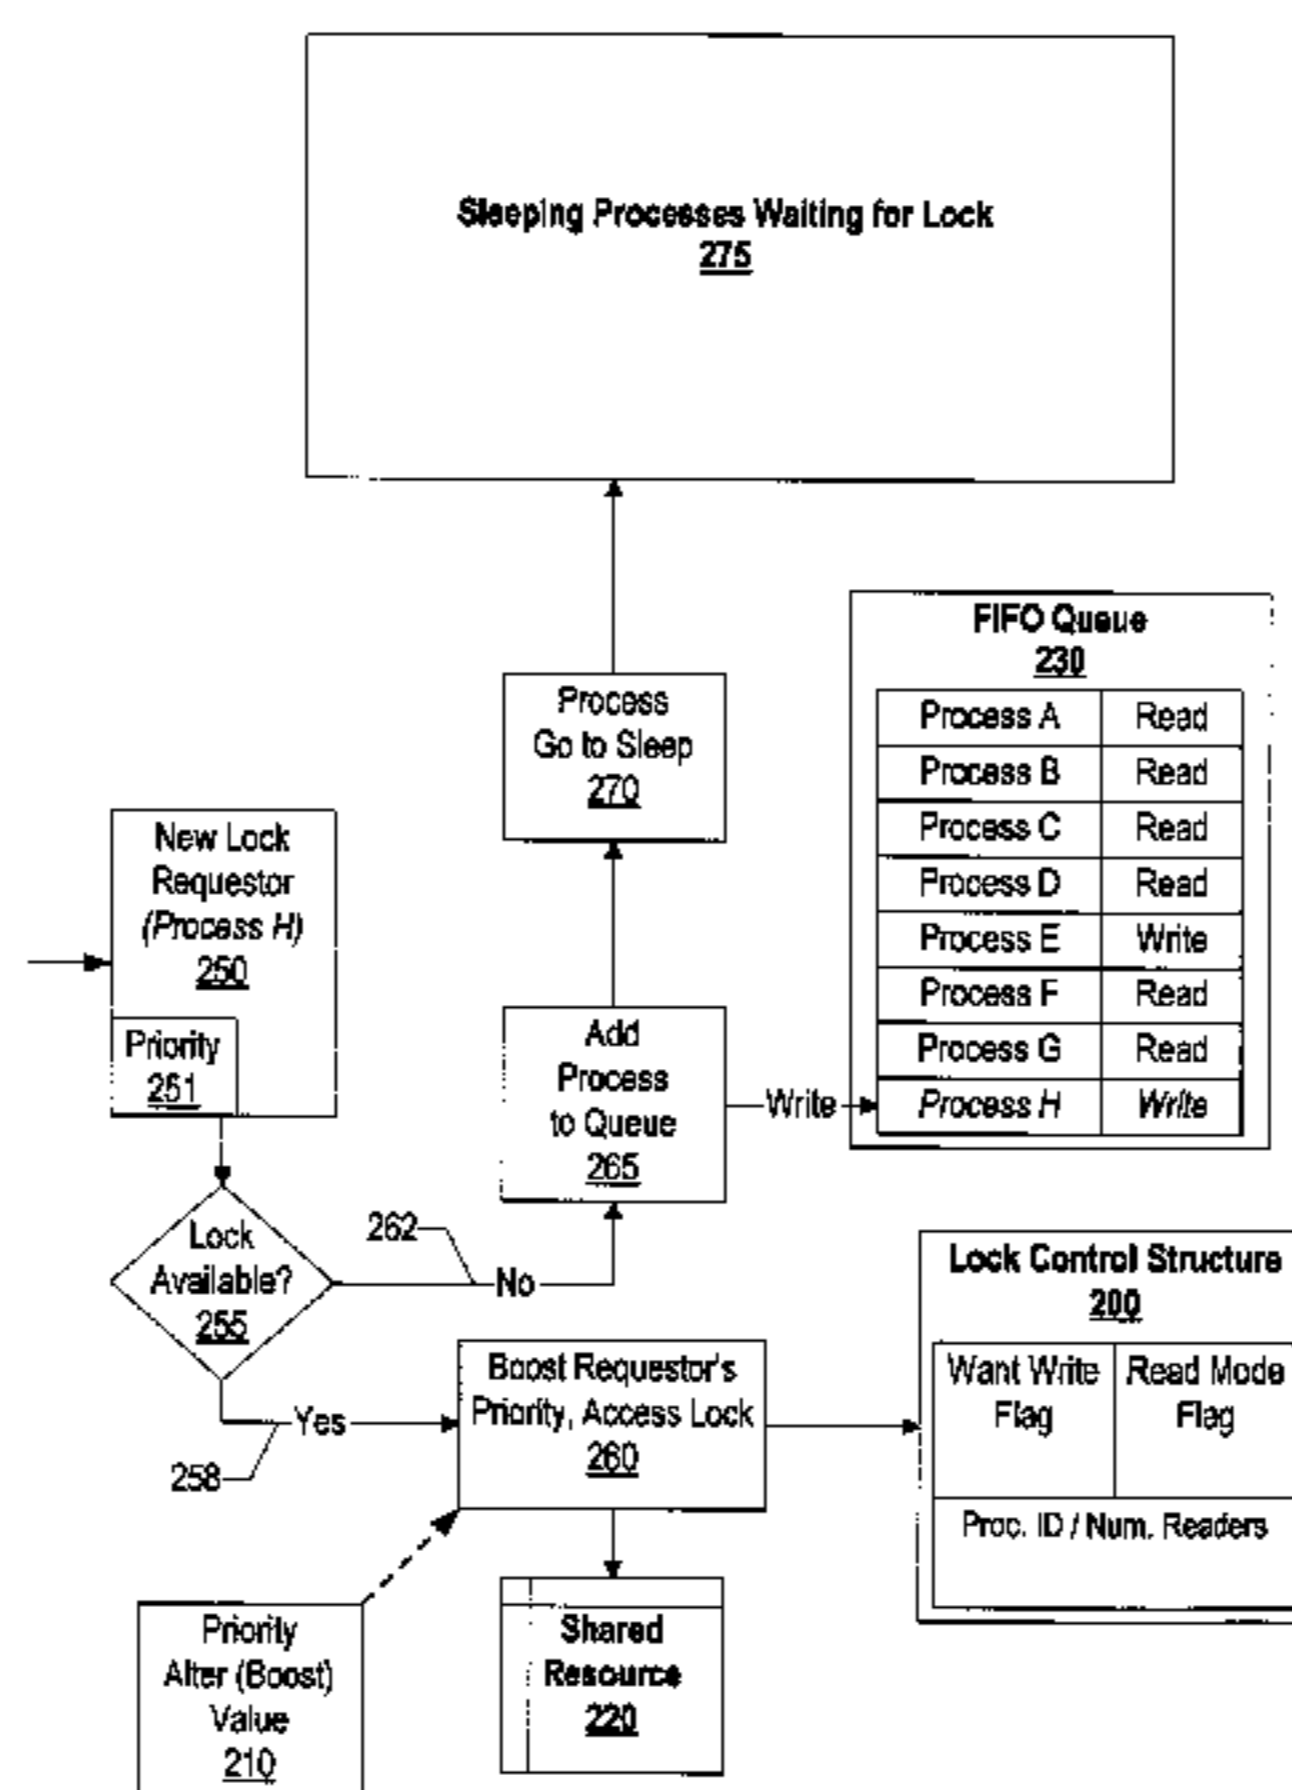 Sleeping Processes Waiting for Lock
275
FIFO Queue
230
Process A Read
Process B Read
Process C Read
Process D Read
Process E Write
Process F Read
Process G Read
Process H Write
Process
Go to Sleep
270
New Lock
Requestor
(Process H)
250
Priority
251
Add
Process
to Queue
265
Write
Lock
Available?
255
262
No
Yes
258
Boost Requestor's
Priority, Access Lock
260
Lock Control Structure
200
Want Write
Flag
Read Mode
Flag
Proc. ID / Num. Readers
Priority
Alter (Boost)
Value
210
Shared
Resource
220